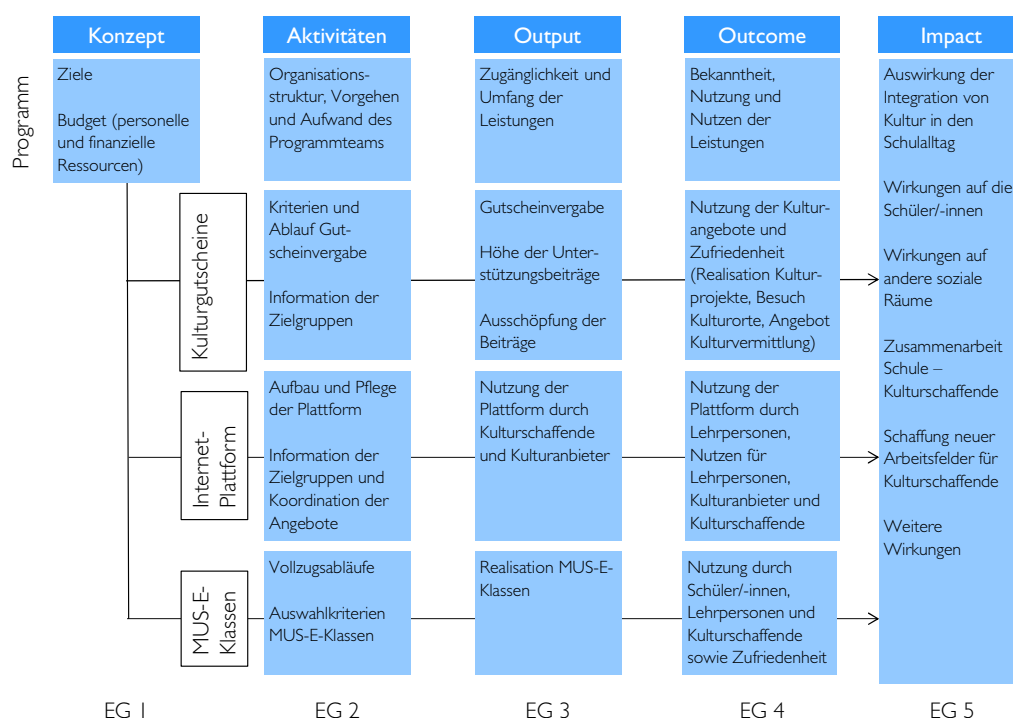 Konzept
Aktivitäten
Output
Outcome
Impact
Programm
Ziele
Budget (personelle
und finanzielle
Ressourcen)
Organisations-
struktur, Vorgehen
und Aufwand des
Programmteams
Zugänglichkeit und
Umfang der
Leistungen
Bekanntheit,
Nutzung und
Nutzen der
Leistungen
Auswirkung der
Integration von
Kultur in den
Schulalltag
Wirkungen auf die
Schüler/-innen
Wirkungen auf
andere soziale
Räume
Zusammenarbeit
Schule –
Kulturschaffende
Schaffung neuer
Arbeitsfelder für
Kulturschaffende
Weitere
Wirkungen
Kulturgutscheine
Kriterien und
Ablauf Gut-
scheinvergabe
Information der
Zielgruppen
Gutscheinvergabe
Höhe der Unter-
stützungsbeiträge
Ausschöpfung der
Beiträge
Nutzung der Kultur-
angebote und
Zufriedenheit
(Realisation Kultur-
projekte, Besuch
Kulturorte, Angebot
Kulturvermittlung)
Internet-
Plattform
Aufbau und Pflege
der Plattform
Information der
Zielgruppen und
Koordination der
Angebote
Nutzung der
Plattform durch
Kulturschaffende
und Kulturanbieter
Nutzung der
Plattform durch
Lehrpersonen,
Nutzen für
Lehrpersonen,
Kulturanbieter und
Kulturschaffende
MUS-E-
Klassen
Vollzugsabläufe
Auswahlkriterien
MUS-E-Klassen
Realisation MUS-E-
Klassen
Nutzung durch
Schüler/-innen,
Lehrpersonen und
Kulturschaffende
sowie Zufriedenheit
EG 1
EG 2
EG 3
EG 4
EG 5